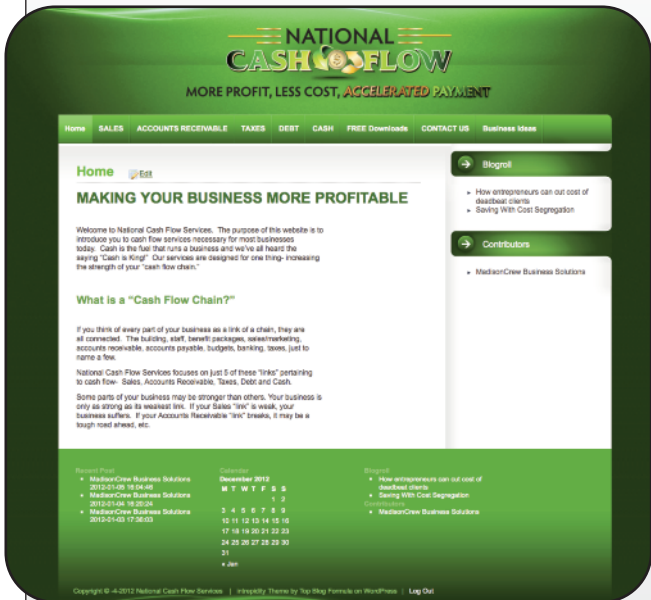 NATIONAL
CASH FLOW
MORE PROFIT, LESS COST, ACCELERATED PAYMENT
Home SALES ACCOUNTS RECEIVABLE TAXES DEBT CASH FREE Downloads CONTACT US Business Ideas
Home Edit
MAKING YOUR BUSINESS MORE PROFITABLE
Welcome to National Cash Flow Services. The purpose of this website is to
introduce you to cash flow services necessary for most businesses
today. Cash is the fuel that runs a business and we've all heard the
saying "Cash is King!" Our services are designed for one thing- increasing
the strength of your "cash flow chain."
What is a "Cash Flow Chain?"
If you think of every part of your business as a link of a chain, they are
all connected. The building, staff, benefit packages, sales/marketing,
accounts receivable, accounts payable, budgets, banking, taxes, just to
name a few.
National Cash Flow Services focuses on just 5 of these "links" pertaining
to cash flow- Sales, Accounts Receivable, Taxes, Debt and Cash.
Some parts of your business may be stronger than others. Your business is
only as strong as its weakest link. If your Sales "link" is weak, your
business suffers. If your Accounts Receivable "link" breaks, it may be a
tough road ahead, etc.
Blogroll
How entrepreneurs can cut cost of
deadbeat clients
Saving With Cost Segregation
Contributors
MadisonCrew Business Solutions
Recent Post
MadisonCrew Business Solutions
2012-01-05 16:04:46
MadisonCrew Business Solutions
2012-01-04 16:20:24
MadisonCrew Business Solutions
2012-01-03 17:36:03
Calendar
December 2012
M T W T F S S
1 2
3 4 5 6 7 8 9
10 11 12 13 14 15 16
17 18 19 20 21 22 23
24 25 26 27 28 29 30
31
« Jan
Blogroll
How entrepreneurs can cut cost of
deadbeat clients
Saving With Cost Segregation
Contributors
MadisonCrew Business Solutions
Copyright © -4-2012 National Cash Flow Services | Intrepidity Theme by Top Blog Formula on WordPress | Log Out